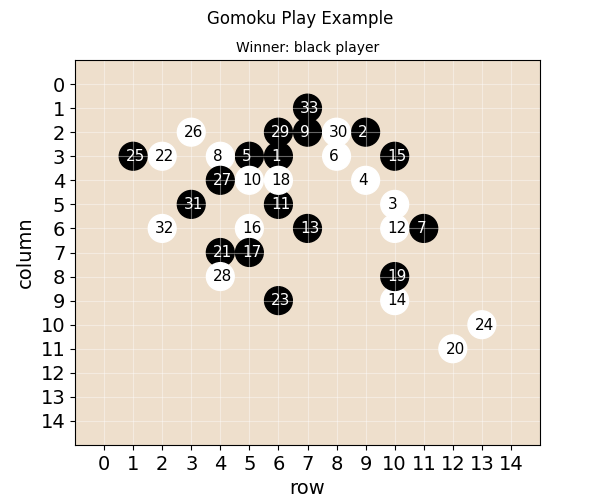 Gomoku Play Example
Winner: black player
0
1 33
2 26 29 9 30 2
3 25 22 8 5 1 6 15
4 27 10 18 4
5 31 11 3
6 32 16 13 12 7
7 21 17
8 28 19
9 23 14
10 24
11 20
12
13
14
column
0 1 2 3 4 5 6 7 8 9 10 11 12 13 14
row